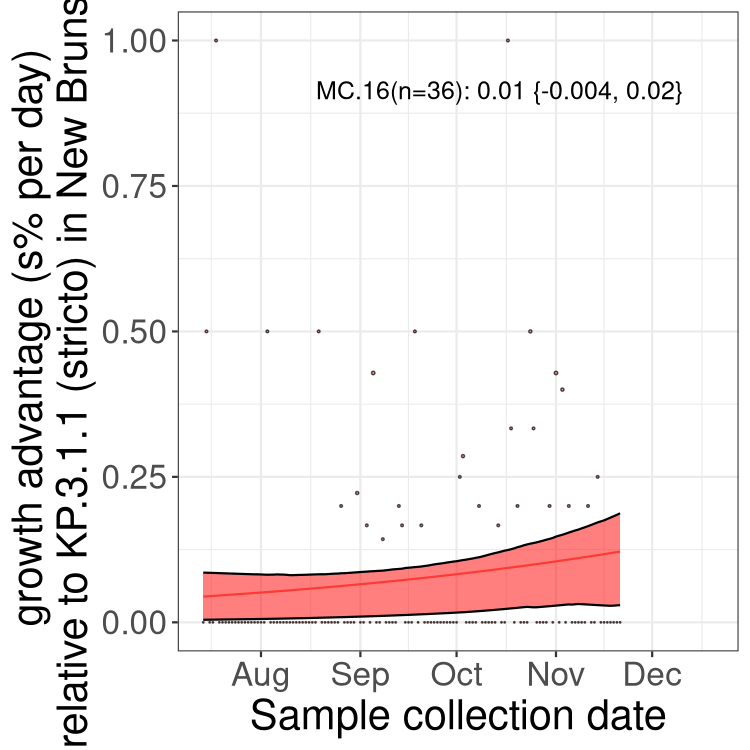 growth advantage (s% per day)
relative to KP.3.1.1 (stricto) in New Bruns
1.00
0.75
0.50
0.25
0.00
MC.16(n=36): 0.01 {-0.004, 0.02}
Aug Sep Oct Nov Dec
Sample collection date